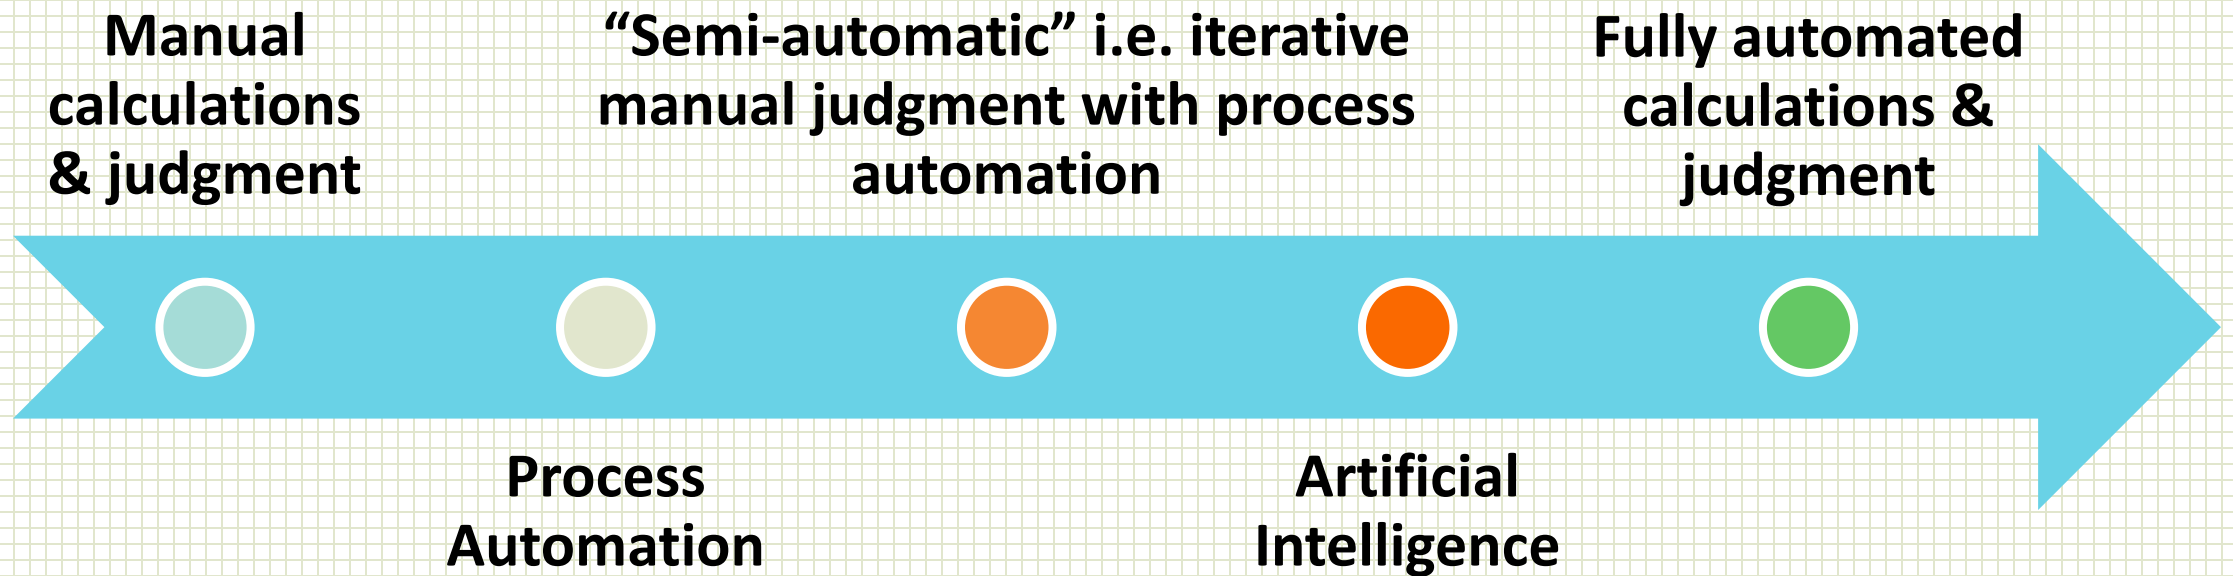 Manual
calculations
& judgment
“Semi-automatic” i.e. iterative
manual judgment with process
automation
Fully automated
calculations &
judgment
Process
Automation
Artificial
Intelligence